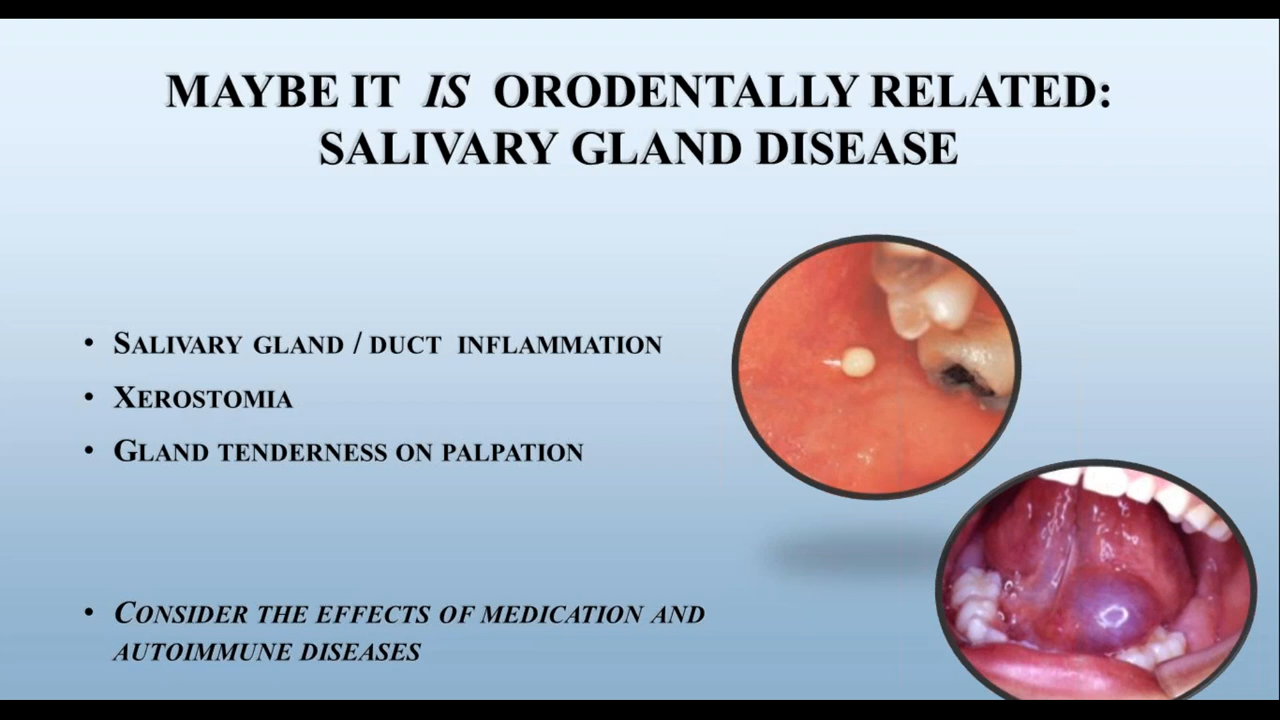 MAYBE IT IS ORODENTALLY RELATED:
SALIVARY GLAND DISEASE
• SALIVARY GLAND / DUCT INFLAMMATION
• XEROSTOMIA
• GLAND TENDERNESS ON PALPATION
• CONSIDER THE EFFECTS OF MEDICATION AND
AUTOIMMUNE DISEASES